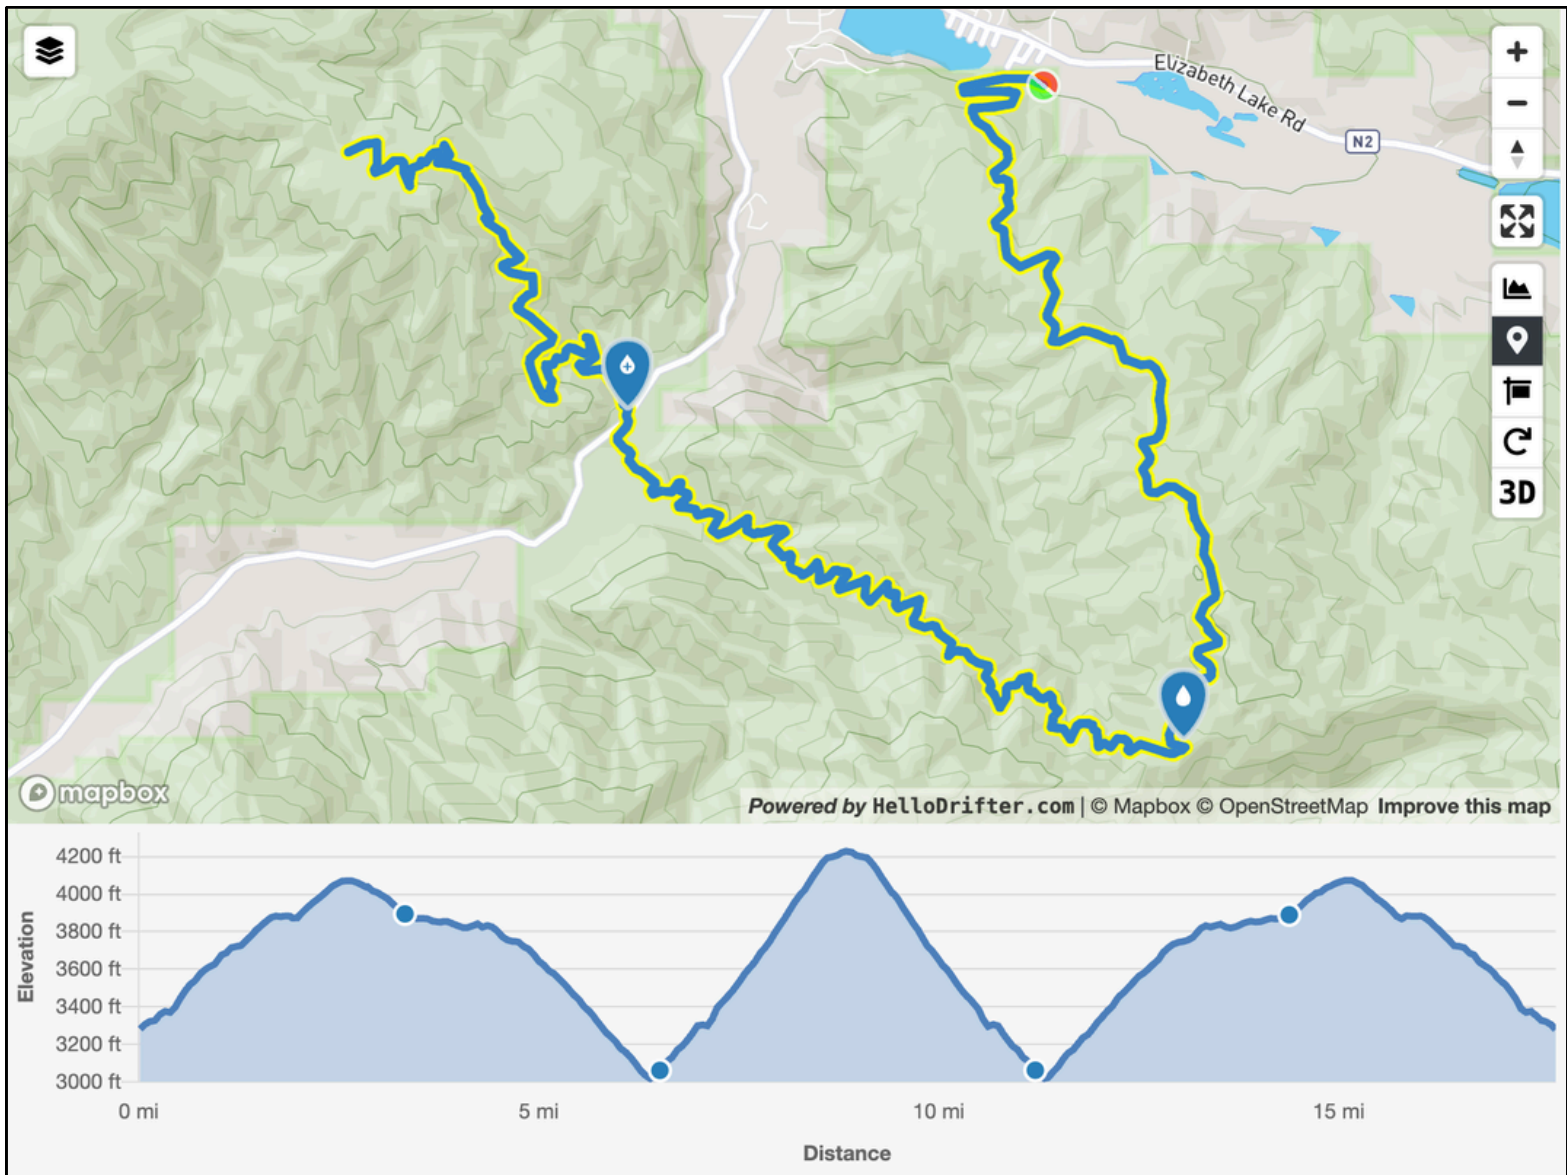 Elizabeth Lake Rd
N2
+
−
3D
mapbox
Powered by HelloDrifter.com | © Mapbox © OpenStreetMap Improve this map
4200 ft
4000 ft
3800 ft
3600 ft
3400 ft
3200 ft
3000 ft
Elevation
0 mi 5 mi 10 mi 15 mi
Distance